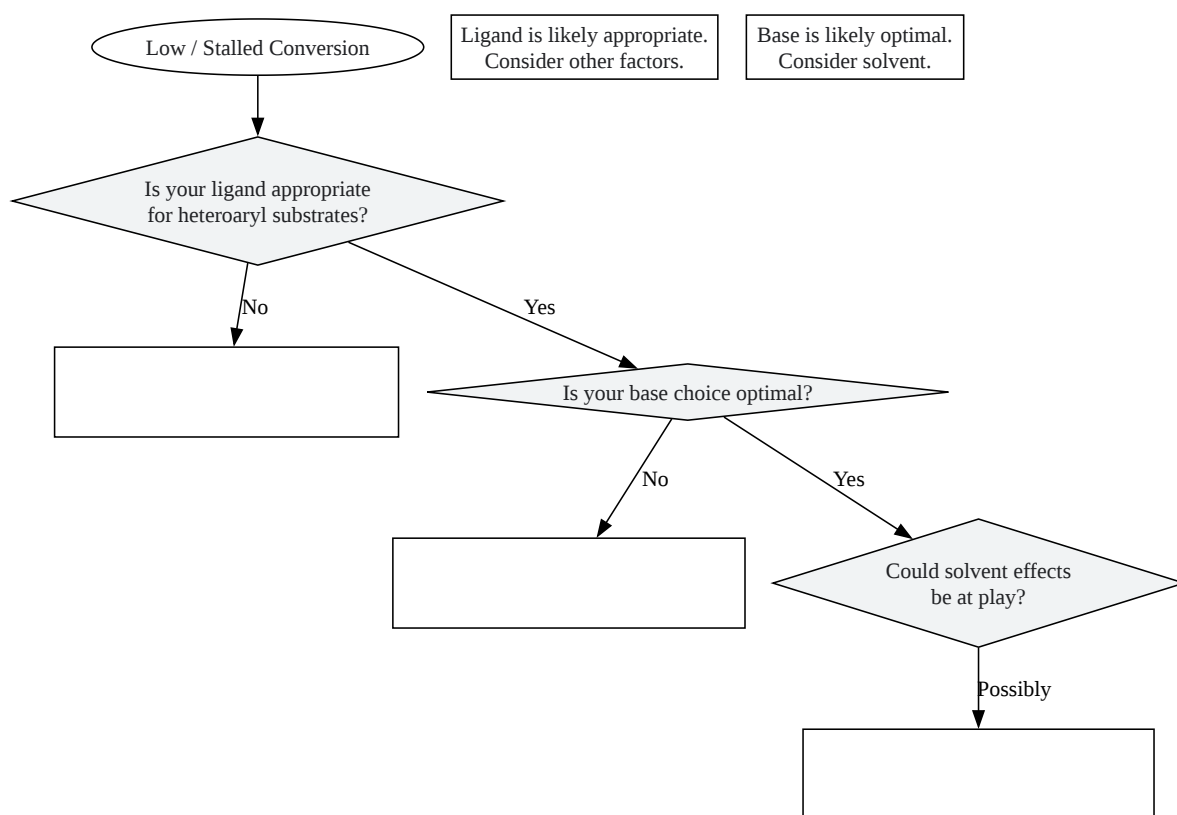 Low / Stalled Conversion
Ligand is likely appropriate.
Consider other factors.
Base is likely optimal.
Consider solvent.
Is your ligand appropriate
for heteroaryl substrates?
No
Yes
Is your base choice optimal?
No
Yes
Could solvent effects
be at play?
Possibly